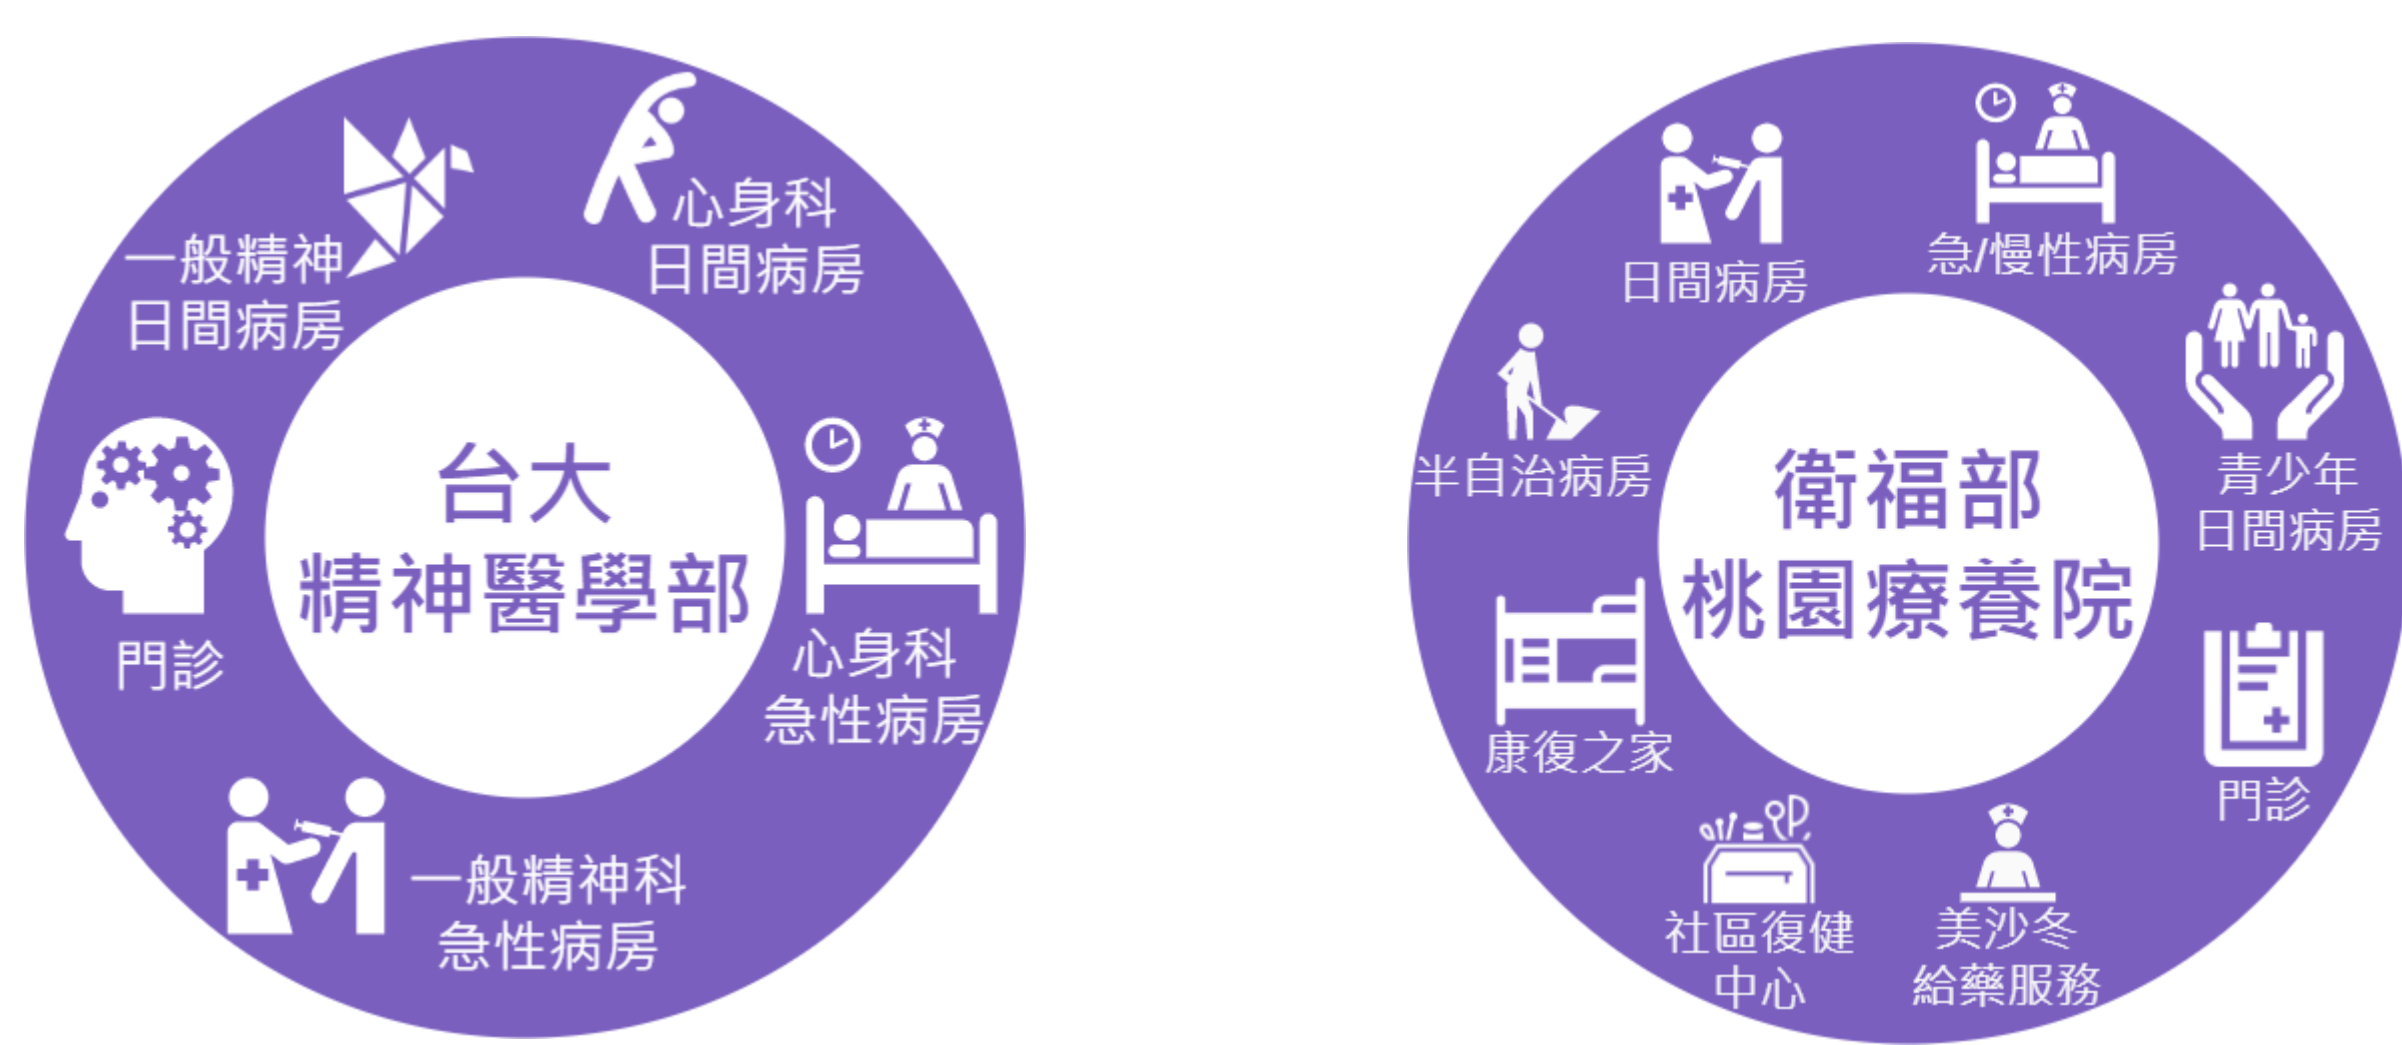 台大
精神醫學部
心身科
日間病房
心身科
急性病房
一般精神科
急性病房
門診
一般精神
日間病房
衛福部
桃園療養院
急/慢性病房
青少年
日間病房
門診
美沙冬
給藥服務
社區復健
中心
康復之家
半自治病房
日間病房